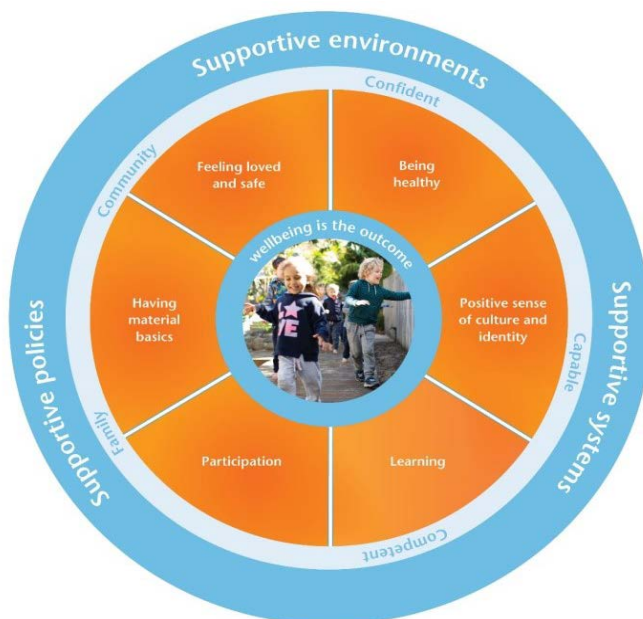 Supportive environments
Confident
Community
Feeling loved
and safe
Being
healthy
wellbeing is the outcome
LOVE
Having
material
basics
Positive sense
of culture and
identity
Capable
Supportive systems
Supportive policies
Family
Participation
Learning
Competent